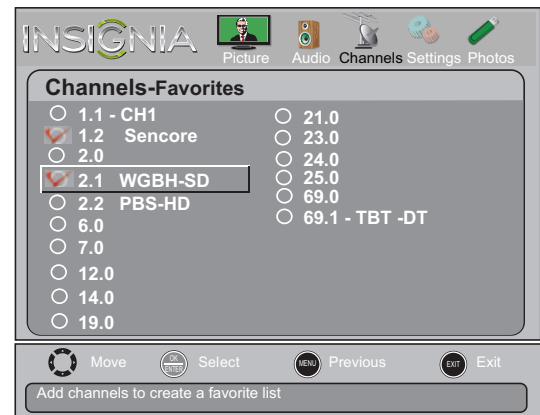 INSIGNIA
Picture Audio Channels Settings Photos
Channels-Favorites
1.1 - CH1
1.2 Sencore
2.0
2.1 WGBH-SD
2.2 PBS-HD
6.0
7.0
12.0
14.0
19.0
21.0
23.0
24.0
25.0
69.0
69.1 - TBT -DT
Move OK ENTER Select MENU Previous EXIT Exit
Add channels to create a favorite list